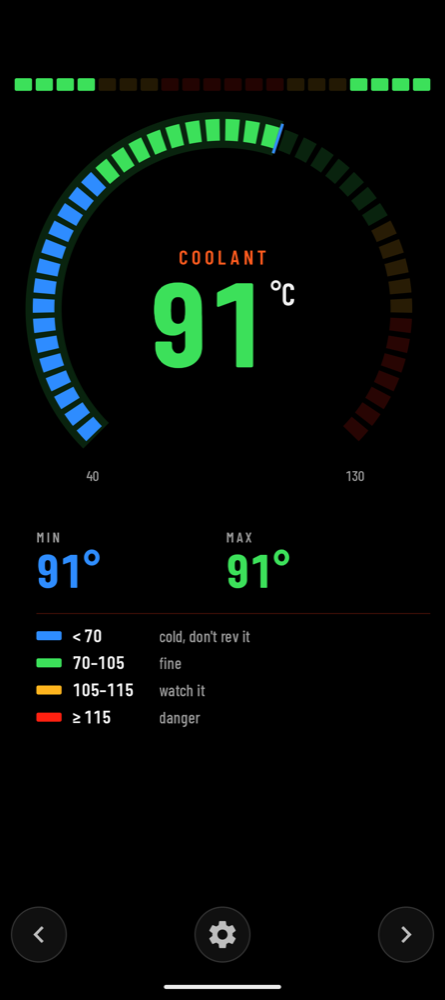 COOLANT
91 °C
40 130
MIN MAX
91° 91°
< 70 cold, don't rev it
70-105 fine
105-115 watch it
≥ 115 danger